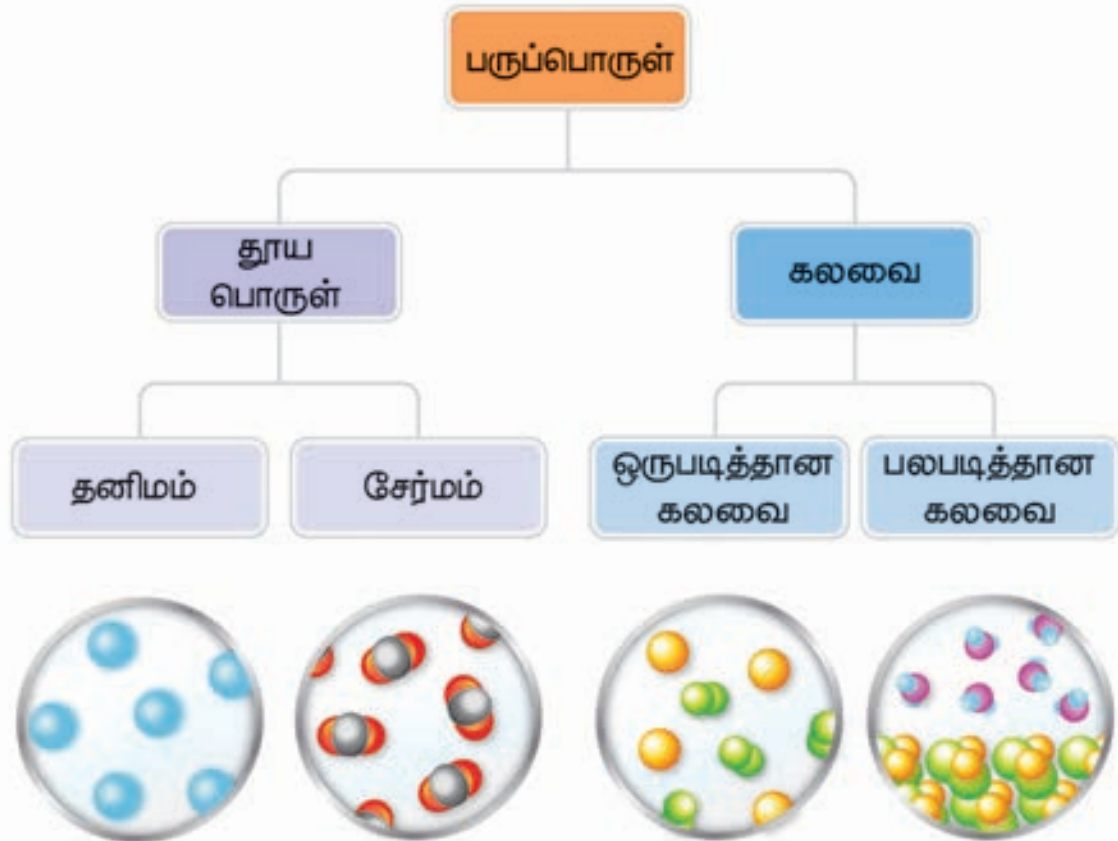 பருப்பொருள்
தூய
பொருள்
கலவை
தனிமம்
சேர்மம்
ஒருபடித்தான
கலவை
பலபடித்தான
கலவை